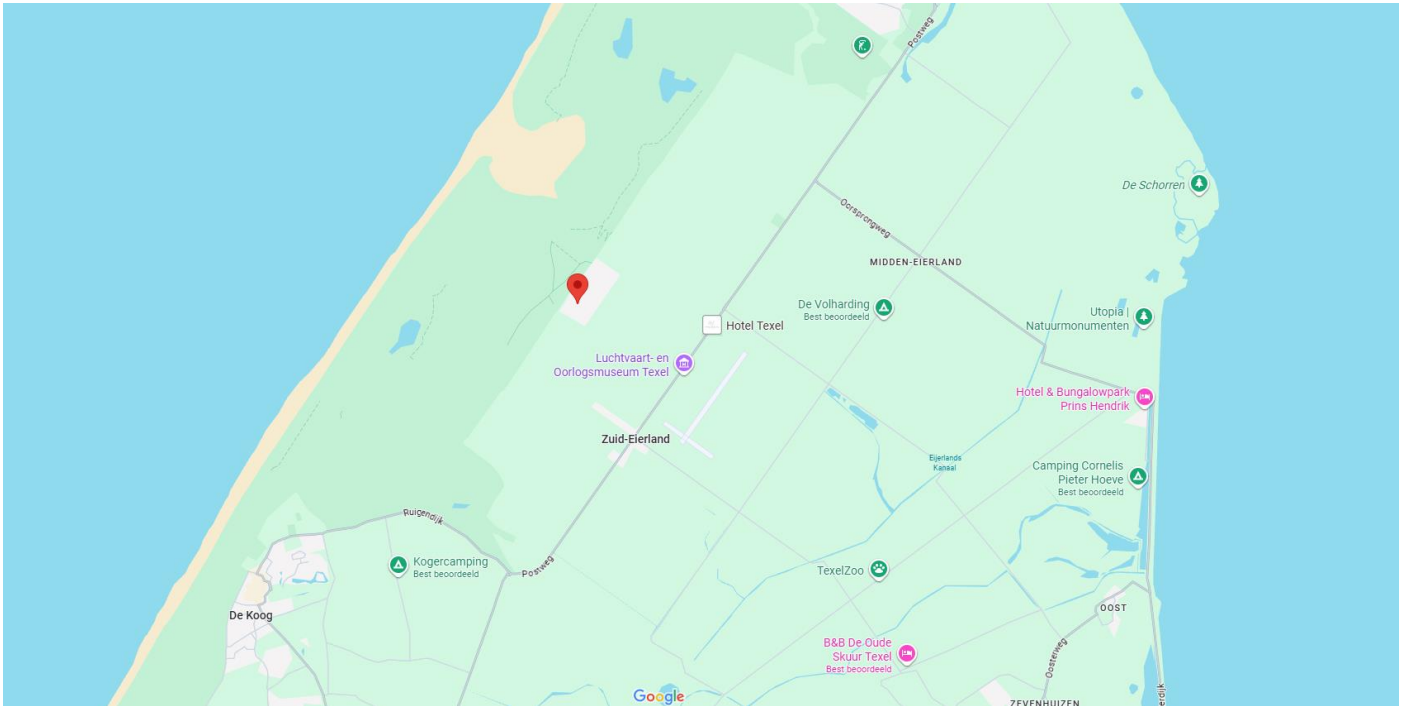 Postweg
De Schorren
Oorsprongweg
MIDDEN-EIERLAND
De Volharding
Best beoordeeld
Utopia |
Natuurmonumenten
Hotel Texel
Luchtvaart- en
Oorlogsmuseum Texel
Hotel & Bungalowpark
Prins Hendrik
Zuid-Eierland
Eijerlands
Kanaal
Camping Cornelis
Pieter Hoeve
Best beoordeeld
Ruigendijk
Kogercamping
Best beoordeeld
Postweg
TexelZoo
De Koog
OOST
B&B De Oude
Skuur Texel
Best beoordeeld
Oosterweg
Google
ZEVENHUIZEN
erdijk